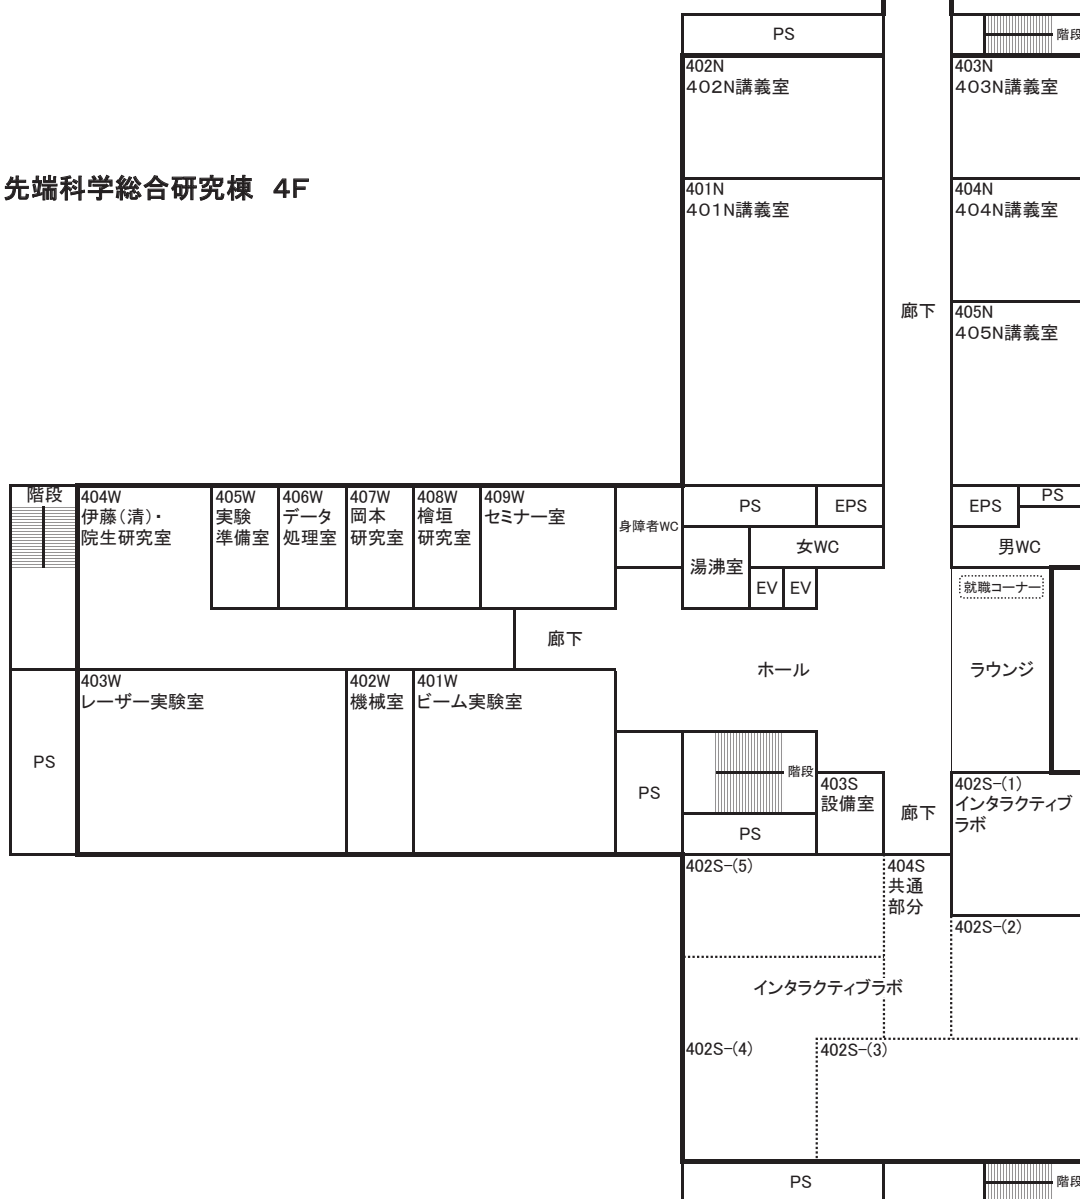 PS
階段
402N
402N講義室
403N
403N講義室
先端科学総合研究棟 4F
401N
401N講義室
404N
404N講義室
廊下
405N
405N講義室
階段
404W
伊藤(清)・
院生研究室
405W
実験
準備室
406W
データ
処理室
407W
岡本
研究室
408W
檜垣
研究室
409W
セミナー室
身障者WC
PS
EPS
EPS
PS
湯沸室
女WC
男WC
EV
EV
就職コーナー
廊下
ホール
ラウンジ
403W
レーザー実験室
402W
機械室
401W
ビーム実験室
PS
PS
階段
PS
403S
設備室
廊下
402S-(1)
インタラクティブ
ラボ
402S-(5)
404S
共通
部分
402S-(2)
インタラクティブラボ
402S-(4)
402S-(3)
PS
階段